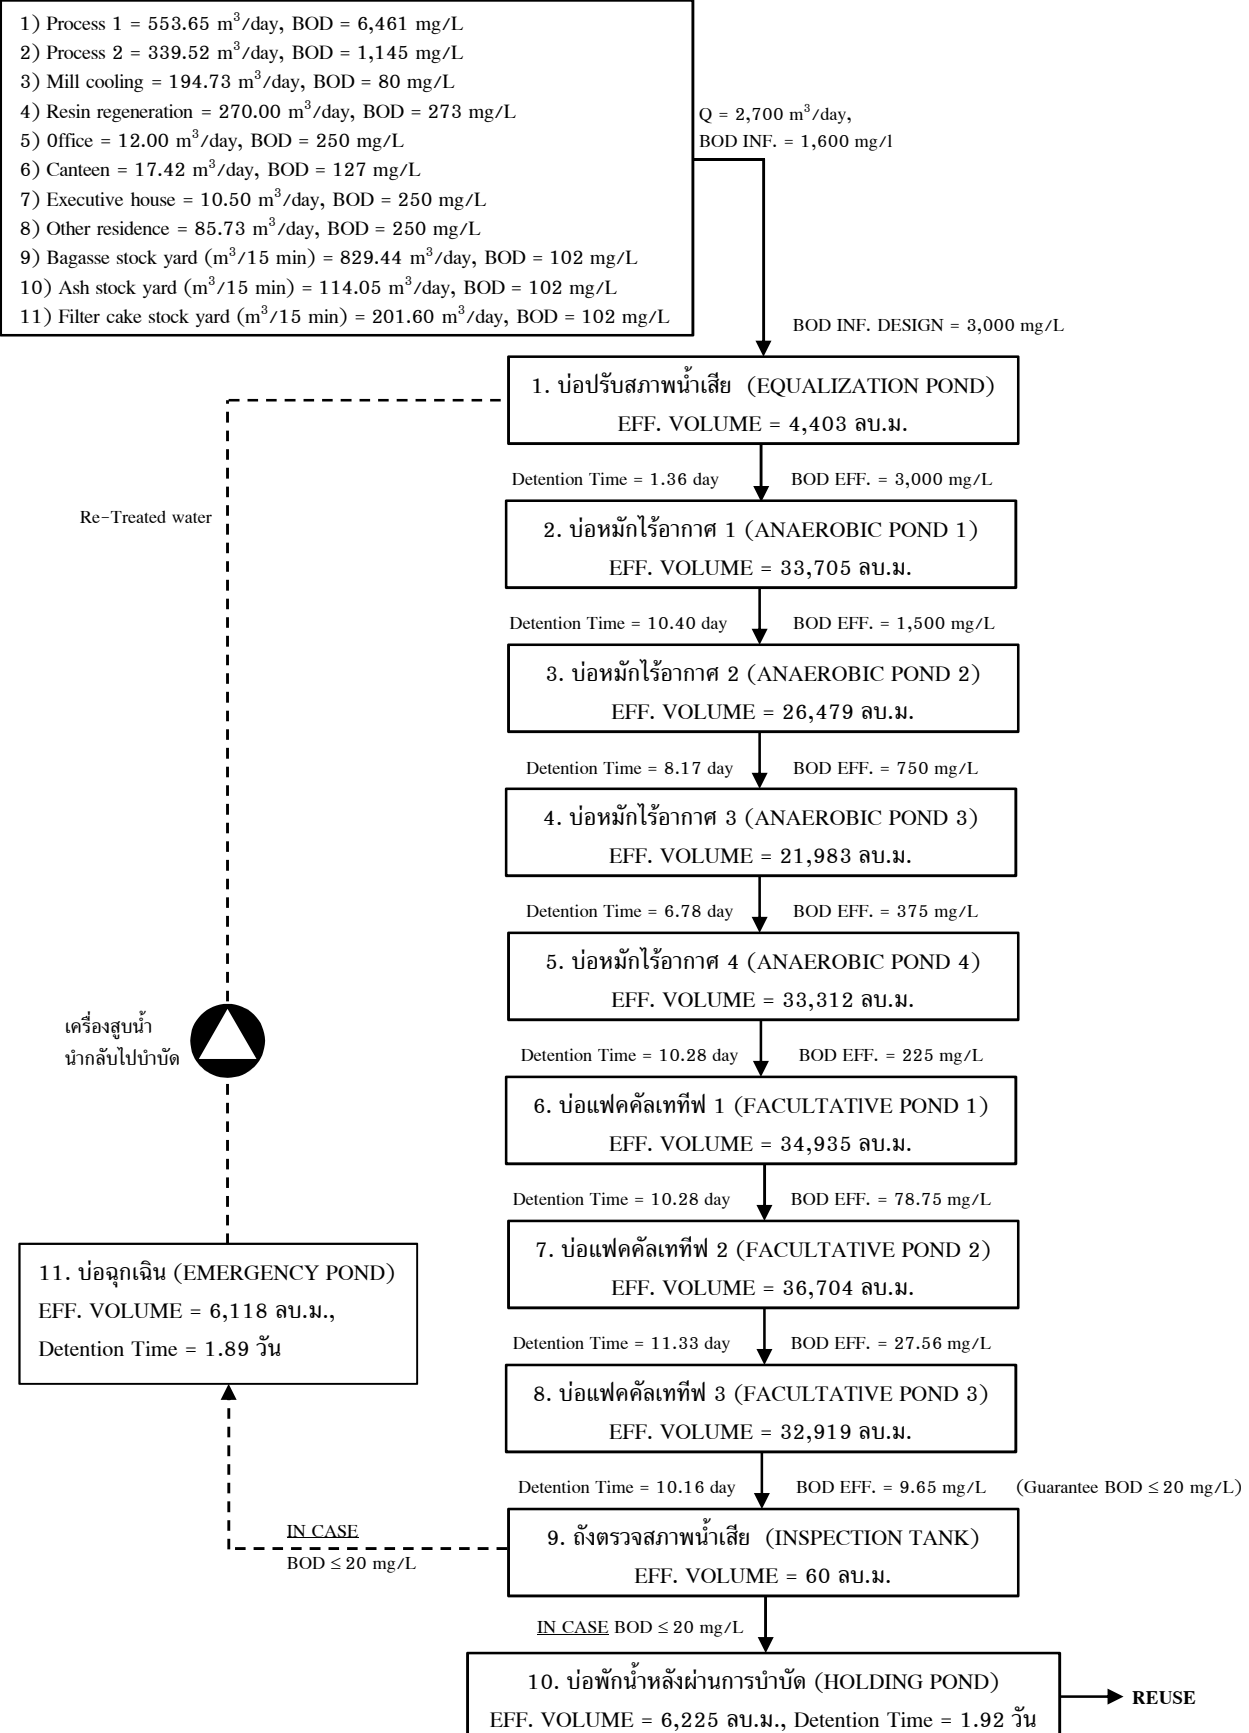 1) Process 1 = 553.65 m³/day, BOD = 6,461 mg/L
2) Process 2 = 339.52 m³/day, BOD = 1,145 mg/L
3) Mill cooling = 194.73 m³/day, BOD = 80 mg/L
4) Resin regeneration = 270.00 m³/day, BOD = 273 mg/L
5) 0ffice = 12.00 m³/day, BOD = 250 mg/L
6) Canteen = 17.42 m³/day, BOD = 127 mg/L
7) Executive house = 10.50 m³/day, BOD = 250 mg/L
8) Other residence = 85.73 m³/day, BOD = 250 mg/L
9) Bagasse stock yard (m³/15 min) = 829.44 m³/day, BOD = 102 mg/L
10) Ash stock yard (m³/15 min) = 114.05 m³/day, BOD = 102 mg/L
11) Filter cake stock yard (m³/15 min) = 201.60 m³/day, BOD = 102 mg/L
Q = 2,700 m³/day,
BOD INF. = 1,600 mg/l
BOD INF. DESIGN = 3,000 mg/L
1. บ่อปรับสภาพน้ำเสีย (EQUALIZATION POND)
EFF. VOLUME = 4,403 ลบ.ม.
Detention Time = 1.36 day BOD EFF. = 3,000 mg/L
Re-Treated water
2. บ่อหมักไร้อากาศ 1 (ANAEROBIC POND 1)
EFF. VOLUME = 33,705 ลบ.ม.
Detention Time = 10.40 day BOD EFF. = 1,500 mg/L
3. บ่อหมักไร้อากาศ 2 (ANAEROBIC POND 2)
EFF. VOLUME = 26,479 ลบ.ม.
Detention Time = 8.17 day BOD EFF. = 750 mg/L
4. บ่อหมักไร้อากาศ 3 (ANAEROBIC POND 3)
EFF. VOLUME = 21,983 ลบ.ม.
Detention Time = 6.78 day BOD EFF. = 375 mg/L
5. บ่อหมักไร้อากาศ 4 (ANAEROBIC POND 4)
EFF. VOLUME = 33,312 ลบ.ม.
เครื่องสูบน้ำ
นำกลับไปบำบัด
Detention Time = 10.28 day BOD EFF. = 225 mg/L
6. บ่อแฟคคัลเททีฟ 1 (FACULTATIVE POND 1)
EFF. VOLUME = 34,935 ลบ.ม.
Detention Time = 10.28 day BOD EFF. = 78.75 mg/L
7. บ่อแฟคคัลเททีฟ 2 (FACULTATIVE POND 2)
EFF. VOLUME = 36,704 ลบ.ม.
11. บ่อฉุกเฉิน (EMERGENCY POND)
EFF. VOLUME = 6,118 ลบ.ม.,
Detention Time = 1.89 วัน
Detention Time = 11.33 day BOD EFF. = 27.56 mg/L
8. บ่อแฟคคัลเททีฟ 3 (FACULTATIVE POND 3)
EFF. VOLUME = 32,919 ลบ.ม.
Detention Time = 10.16 day BOD EFF. = 9.65 mg/L (Guarantee BOD ≤ 20 mg/L)
IN CASE
BOD ≤ 20 mg/L
9. ถังตรวจสภาพน้ำเสีย (INSPECTION TANK)
EFF. VOLUME = 60 ลบ.ม.
IN CASE BOD ≤ 20 mg/L
10. บ่อพักน้ำหลังผ่านการบำบัด (HOLDING POND)
EFF. VOLUME = 6,225 ลบ.ม., Detention Time = 1.92 วัน
REUSE